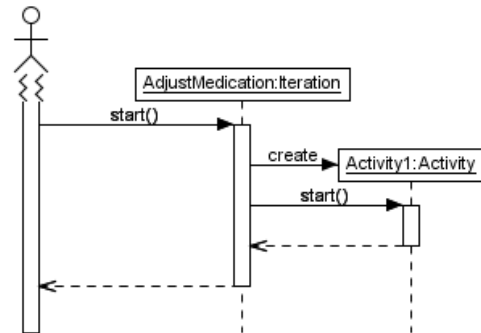 AdjustMedication:Iteration
start()
create
Activity1:Activity
start()